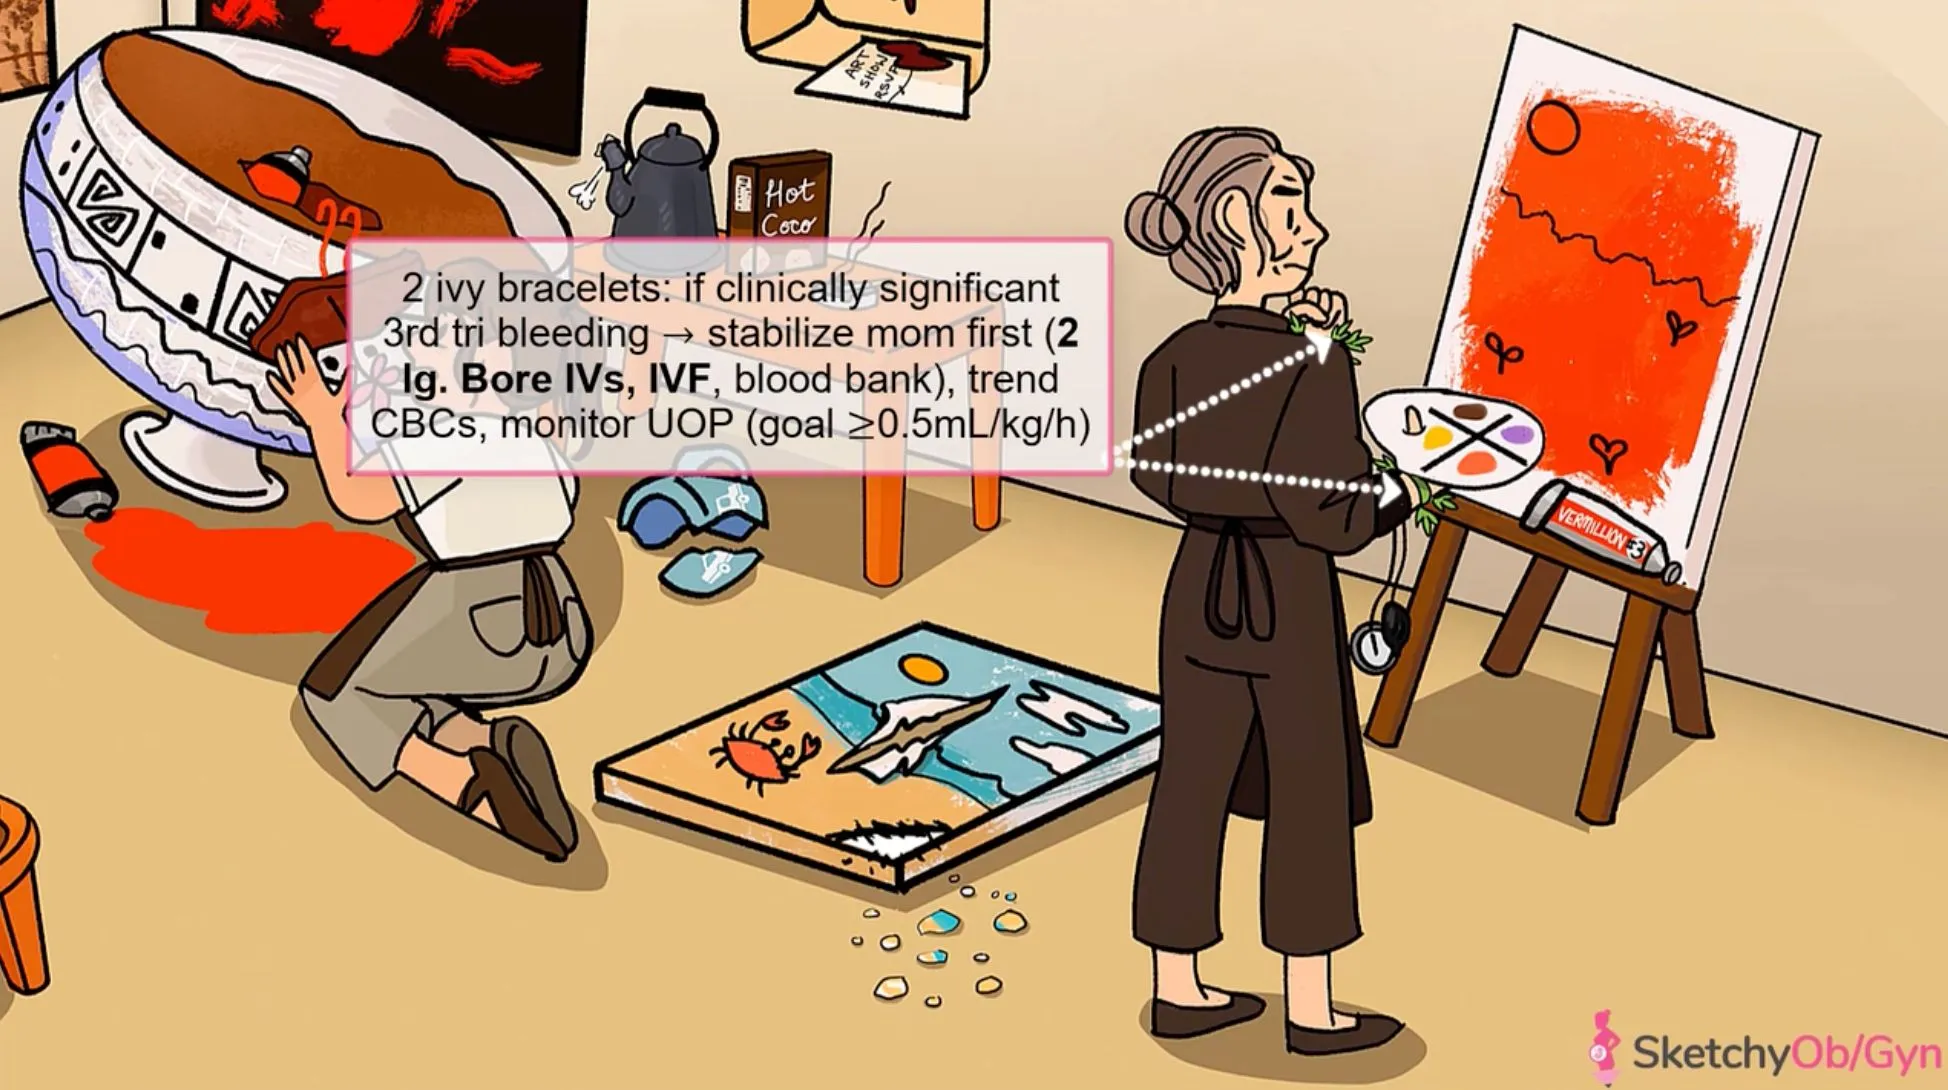 ART
SHOW
RSVP
Hot
Coco
2 ivy bracelets: if clinically significant
3rd tri bleeding → stabilize mom first (2
lg. Bore IVs, IVF, blood bank), trend
CBCs, monitor UOP (goal ≥0.5mL/kg/h)
VERMILLION #3
SketchyOb/Gyn